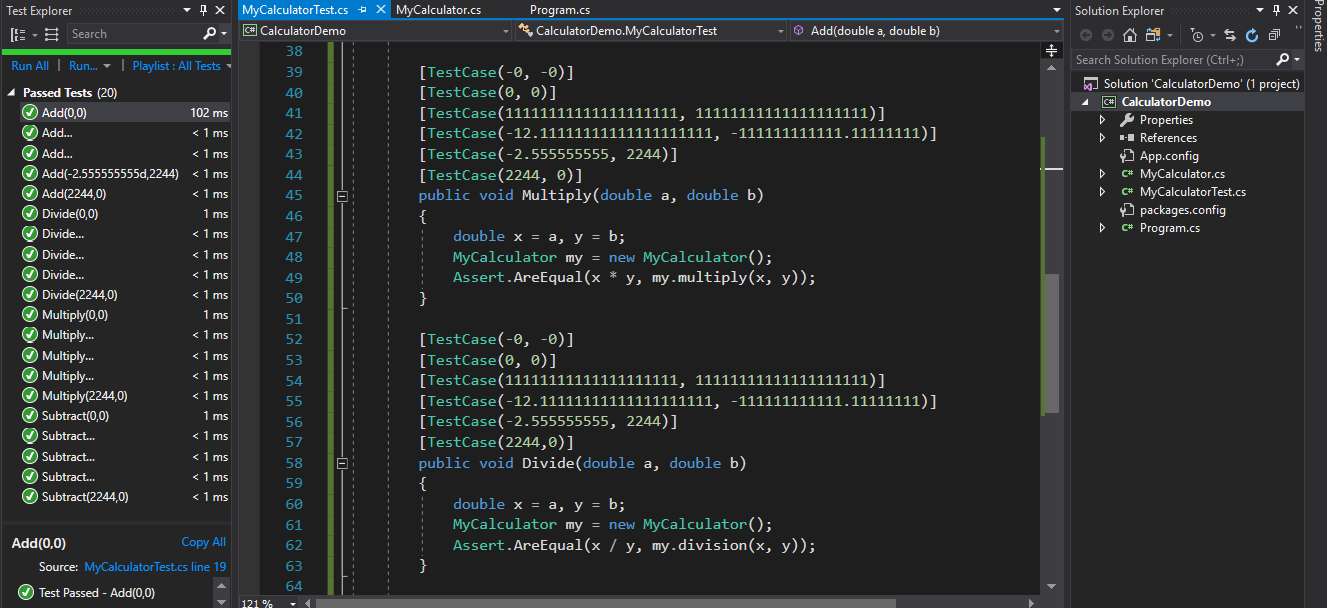 Test Explorer
Search
Run All | Run... | Playlist : All Tests
Passed Tests (20)
Add(0,0) 102 ms
Add... < 1 ms
Add... < 1 ms
Add(-2.555555555d,2244) < 1 ms
Add(2244,0) < 1 ms
Divide(0,0) 1 ms
Divide... < 1 ms
Divide... < 1 ms
Divide... < 1 ms
Divide(2244,0) < 1 ms
Multiply(0,0) 1 ms
Multiply... < 1 ms
Multiply... < 1 ms
Multiply... < 1 ms
Multiply(2244,0) < 1 ms
Subtract(0,0) 1 ms
Subtract... < 1 ms
Subtract... < 1 ms
Subtract... < 1 ms
Subtract(2244,0) < 1 ms
Add(0,0) Copy All
Source: MyCalculatorTest.cs line 19
Test Passed - Add(0,0)
MyCalculatorTest.cs MyCalculator.cs Program.cs
CalculatorDemo CalculatorDemo.MyCalculatorTest Add(double a, double b)
38
39 [TestCase(-0, -0)]
40 [TestCase(0, 0)]
41 [TestCase(11111111111111111111, 11111111111111111111)]
42 [TestCase(-12.11111111111111111111, -111111111111.11111111)]
43 [TestCase(-2.555555555, 2244)]
44 [TestCase(2244, 0)]
45 public void Multiply(double a, double b)
46 {
47 double x = a, y = b;
48 MyCalculator my = new MyCalculator();
49 Assert.AreEqual(x * y, my.multiply(x, y));
50 }
51
52 [TestCase(-0, -0)]
53 [TestCase(0, 0)]
54 [TestCase(11111111111111111111, 11111111111111111111)]
55 [TestCase(-12.11111111111111111111, -111111111111.11111111)]
56 [TestCase(-2.555555555, 2244)]
57 [TestCase(2244,0)]
58 public void Divide(double a, double b)
59 {
60 double x = a, y = b;
61 MyCalculator my = new MyCalculator();
62 Assert.AreEqual(x / y, my.division(x, y));
63 }
64
121 %
Solution Explorer
Search Solution Explorer (Ctrl+;)
Solution 'CalculatorDemo' (1 project)
CalculatorDemo
Properties
References
App.config
MyCalculator.cs
MyCalculatorTest.cs
packages.config
Program.cs
Properties